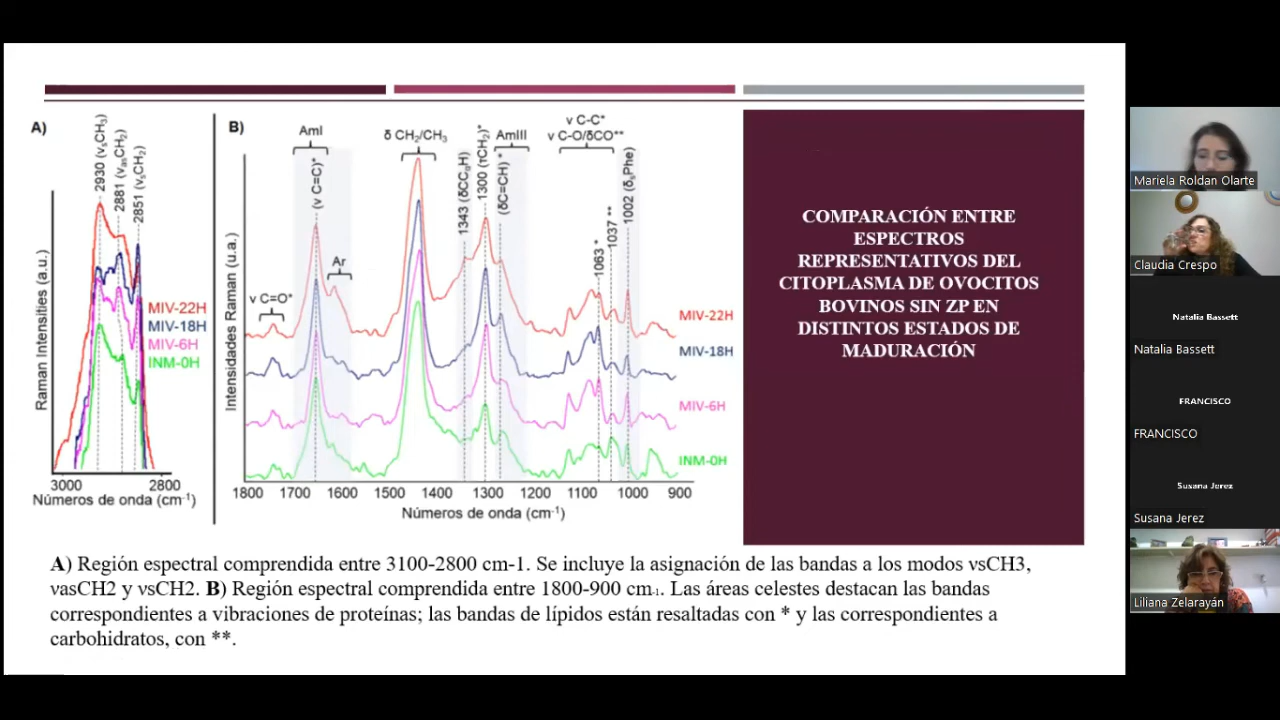 A)
2930 (νsCH3)
2881 (νasCH2)
2851 (νsCH2)
Raman Intensities (a.u.)
MIV-22H
MIV-18H
MIV-6H
INM-0H
3000 2800
Números de onda (cm-1)
B)
AmI
(ν C=C)*
Ar
ν C=O*
δ CH2/CH3
1343 (δCCαH)
1300 (τCH2)*
AmIII
(δC=CH) *
ν C-C*
ν C-O/δCO**
1063 *
1037 **
1002 (δsPhe)
Intensidades Raman (u.a.)
MIV-22H
MIV-18H
MIV-6H
INM-0H
1800 1700 1600 1500 1400 1300 1200 1100 1000 900
Números de onda (cm-1)
COMPARACIÓN ENTRE
ESPECTROS
REPRESENTATIVOS DEL
CITOPLASMA DE OVOCITOS
BOVINOS SIN ZP EN
DISTINTOS ESTADOS DE
MADURACIÓN
A) Región espectral comprendida entre 3100-2800 cm-1. Se incluye la asignación de las bandas a los modos vsCH3,
vasCH2 y vsCH2. B) Región espectral comprendida entre 1800-900 cm-1. Las áreas celestes destacan las bandas
correspondientes a vibraciones de proteínas; las bandas de lípidos están resaltadas con * y las correspondientes a
carbohidratos, con **.
Mariela Roldan Olarte
Claudia Crespo
Natalia Bassett
Natalia Bassett
FRANCISCO
FRANCISCO
Susana Jerez
Susana Jerez
Liliana Zelarayán